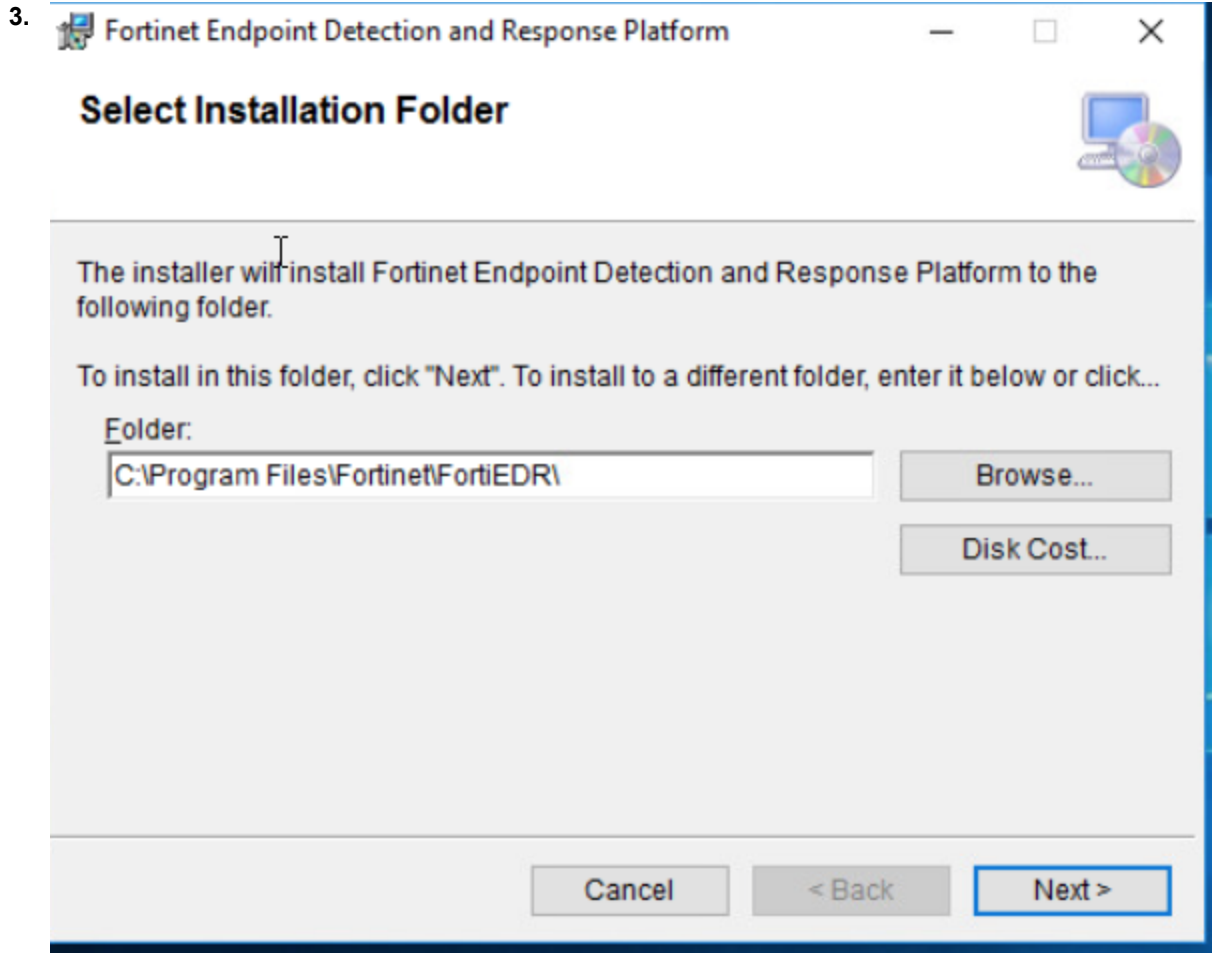 3.
Fortinet Endpoint Detection and Response Platform
Select Installation Folder
The installer will install Fortinet Endpoint Detection and Response Platform to the
following folder.
To install in this folder, click "Next". To install to a different folder, enter it below or click...
Folder:
C:\Program Files\Fortinet\FortiEDR\
Browse...
Disk Cost...
Cancel
< Back
Next >